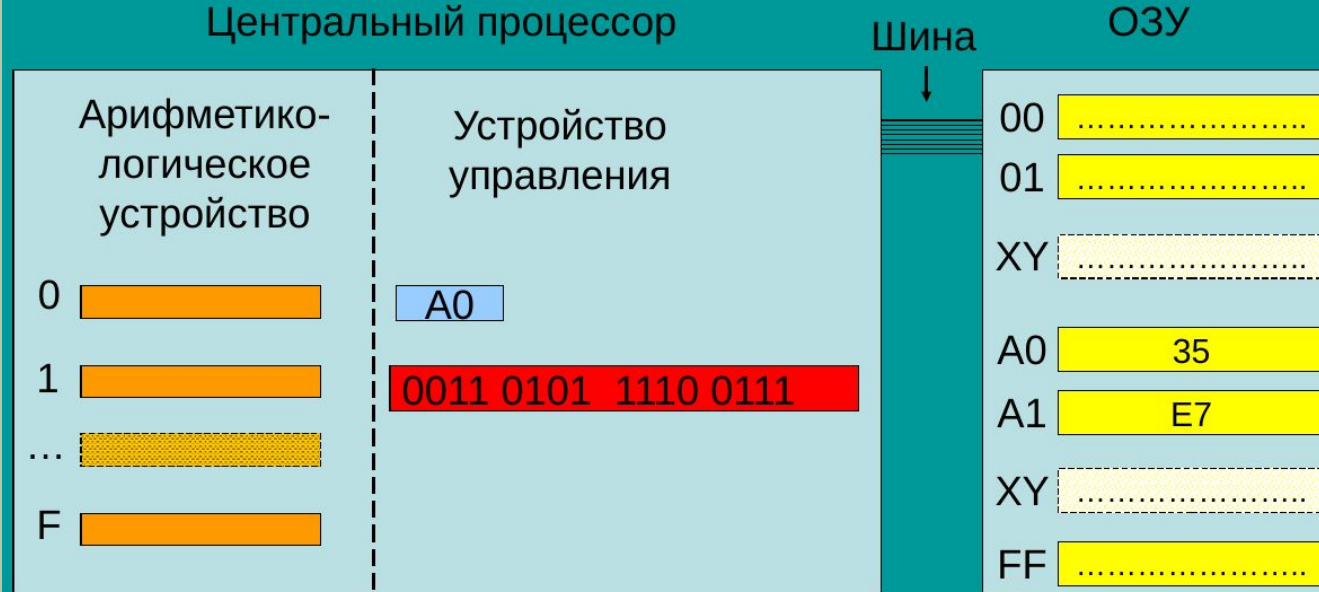 Центральный процессор
Шина
ОЗУ
Арифметико-
логическое
устройство
0
1
...
F
Устройство
управления
A0
0011 0101 1110 0111
00 …………………..
01 …………………..
XY …………………..
A0 35
A1 E7
XY …………………..
FF …………………..